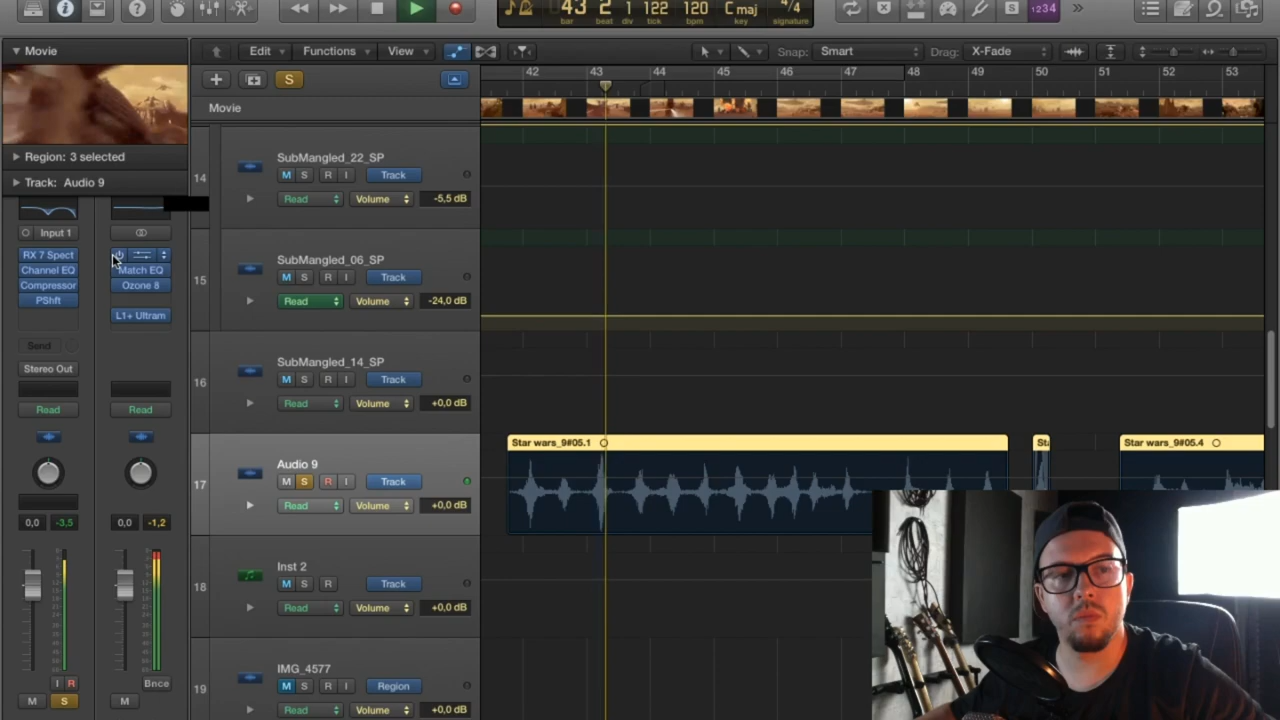 43 2 1 122 120 C maj 4/4
bar beat div tick bpm key signature
S 1234
Movie
Edit Functions View
Snap: Smart Drag: X-Fade
S
42 43 44 45 46 47 48 49 50 51 52 53
Movie
Region: 3 selected
Track: Audio 9
Input 1
RX 7 Spect
Channel EQ Match EQ
Compressor Ozone 8
PShft
L1+ Ultram
Send
Stereo Out
Read Read
0,0 -3,5 0,0 -1,2
I R Bnce
M S M
14 SubMangled_22_SP
M S R I Track
Read Volume -5,5 dB
15 SubMangled_06_SP
M S R I Track
Read Volume -24,0 dB
16 SubMangled_14_SP
M S R I Track
Read Volume +0,0 dB
17 Audio 9
M S R I Track
Read Volume +0,0 dB
Star wars_9#05.1 Sta Star wars_9#05.4
18 Inst 2
M S R Track
Read Volume +0,0 dB
19 IMG_4577
M S R I Region
Read Volume +0,0 dB